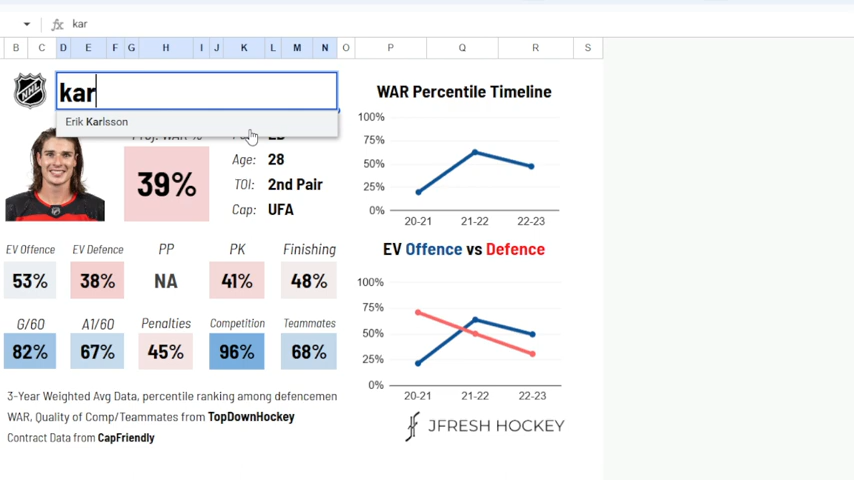 kar
B C D E F G H I J K L M N O P Q R S
NHL
kar
Erik Karlsson
39%
Age: 28
TOI: 2nd Pair
Cap: UFA
EV Offence EV Defence PP PK Finishing
53% 38% NA 41% 48%
G/60 A1/60 Penalties Competition Teammates
82% 67% 45% 96% 68%
3-Year Weighted Avg Data, percentile ranking among defencemen
WAR, Quality of Comp/Teammates from TopDownHockey
Contract Data from CapFriendly
WAR Percentile Timeline
100%
75%
50%
25%
0%
20-21 21-22 22-23
EV Offence vs Defence
100%
75%
50%
25%
0%
20-21 21-22 22-23
JFRESH HOCKEY